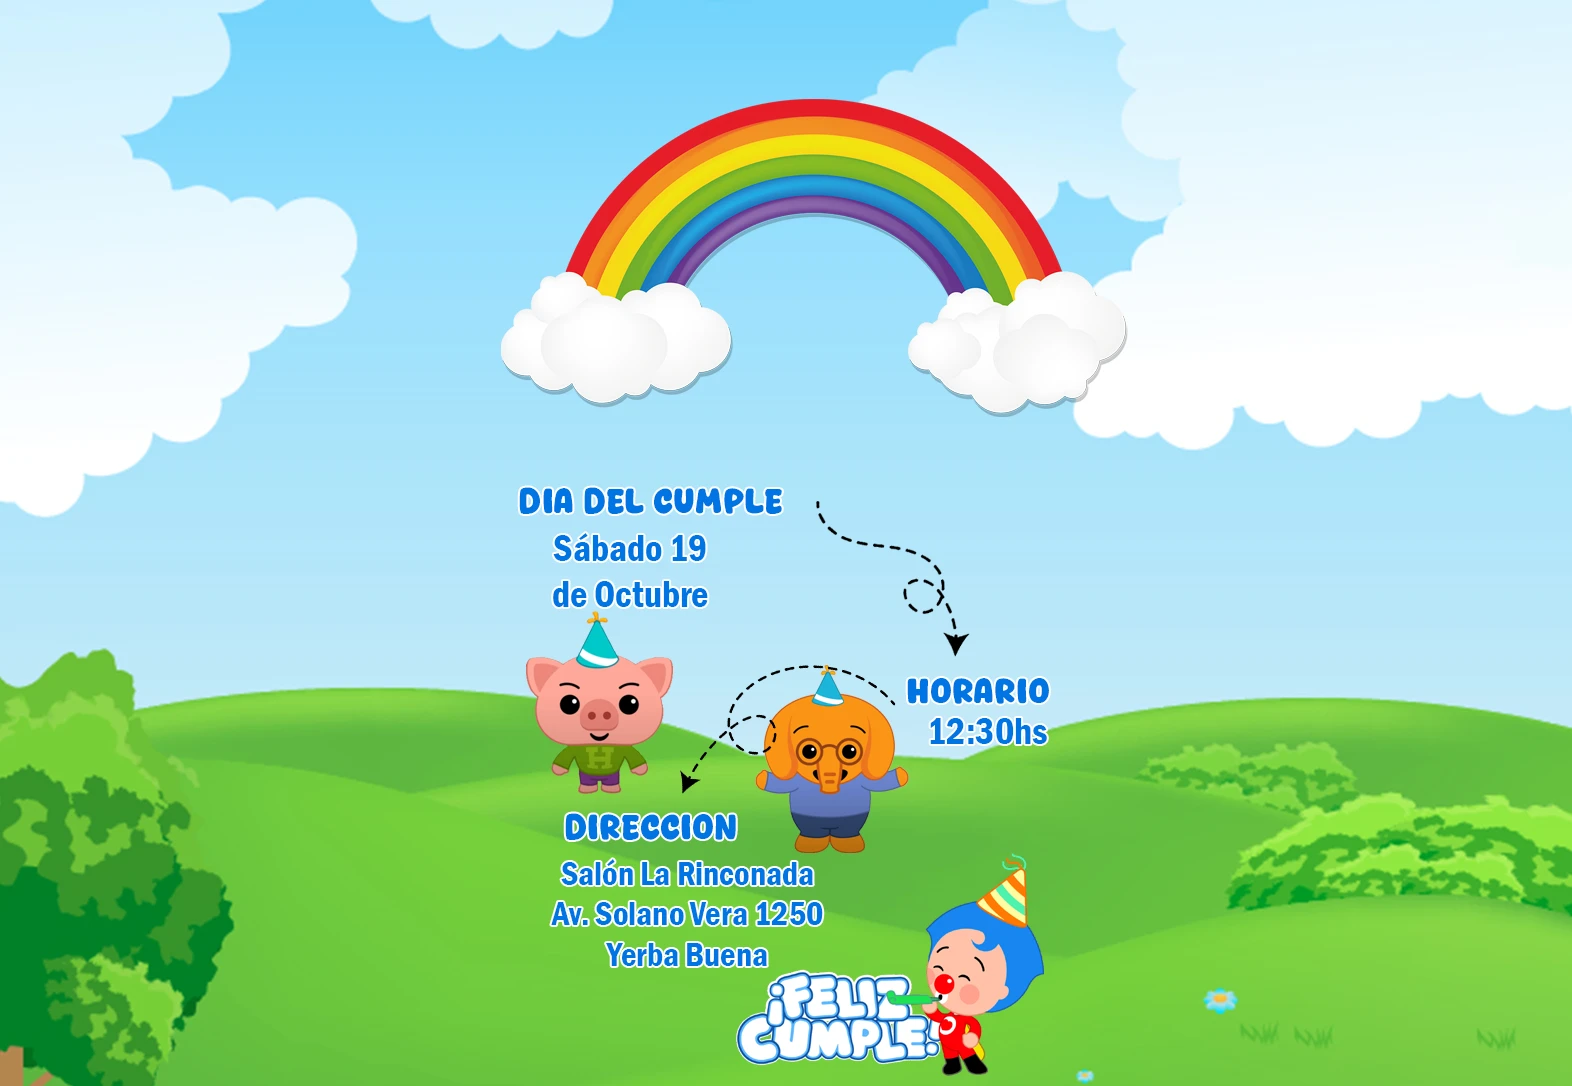 DIA DEL CUMPLE
Sábado 19
de Octubre
HORARIO
12:30hs
DIRECCION
Salón La Rinconada
Av. Solano Vera 1250
Yerba Buena
¡FELIZ
CUMPLE!
H